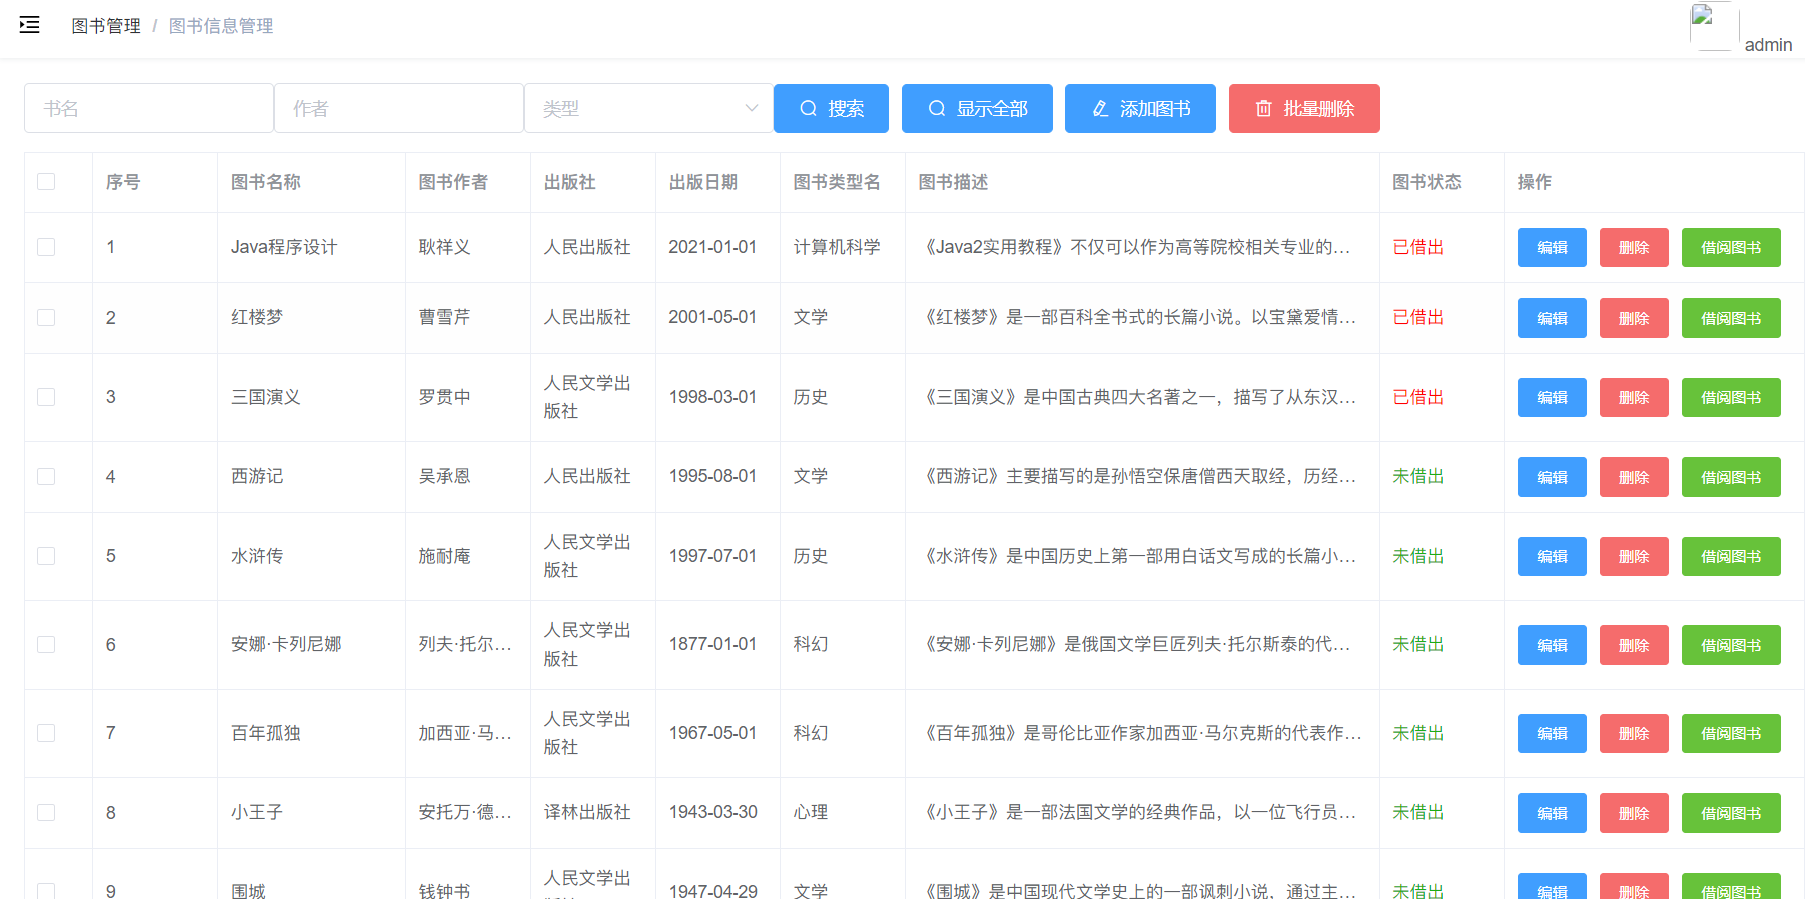 图书管理 / 图书信息管理
admin
书名 作者 类型 搜索 显示全部 添加图书 批量删除
序号 图书名称 图书作者 出版社 出版日期 图书类型名 图书描述 图书状态 操作
1 Java程序设计 耿祥义 人民出版社 2021-01-01 计算机科学 《Java2实用教程》不仅可以作为高等院校相关专业的... 已借出 编辑 删除 借阅图书
2 红楼梦 曹雪芹 人民出版社 2001-05-01 文学 《红楼梦》是一部百科全书式的长篇小说。以宝黛爱情... 已借出 编辑 删除 借阅图书
3 三国演义 罗贯中 人民文学出版社 1998-03-01 历史 《三国演义》是中国古典四大名著之一，描写了从东汉... 已借出 编辑 删除 借阅图书
4 西游记 吴承恩 人民出版社 1995-08-01 文学 《西游记》主要描写的是孙悟空保唐僧西天取经，历经... 未借出 编辑 删除 借阅图书
5 水浒传 施耐庵 人民文学出版社 1997-07-01 历史 《水浒传》是中国历史上第一部用白话文写成的长篇小... 未借出 编辑 删除 借阅图书
6 安娜·卡列尼娜 列夫·托尔... 人民文学出版社 1877-01-01 科幻 《安娜·卡列尼娜》是俄国文学巨匠列夫·托尔斯泰的代... 未借出 编辑 删除 借阅图书
7 百年孤独 加西亚·马... 人民文学出版社 1967-05-01 科幻 《百年孤独》是哥伦比亚作家加西亚·马尔克斯的代表作... 未借出 编辑 删除 借阅图书
8 小王子 安托万·德... 译林出版社 1943-03-30 心理 《小王子》是一部法国文学的经典作品，以一位飞行员... 未借出 编辑 删除 借阅图书
9 围城 钱钟书 人民文学出 1947-04-29 文学 《围城》是中国现代文学史上的一部讽刺小说，通过主... 未借出 编辑 删除 借阅图书